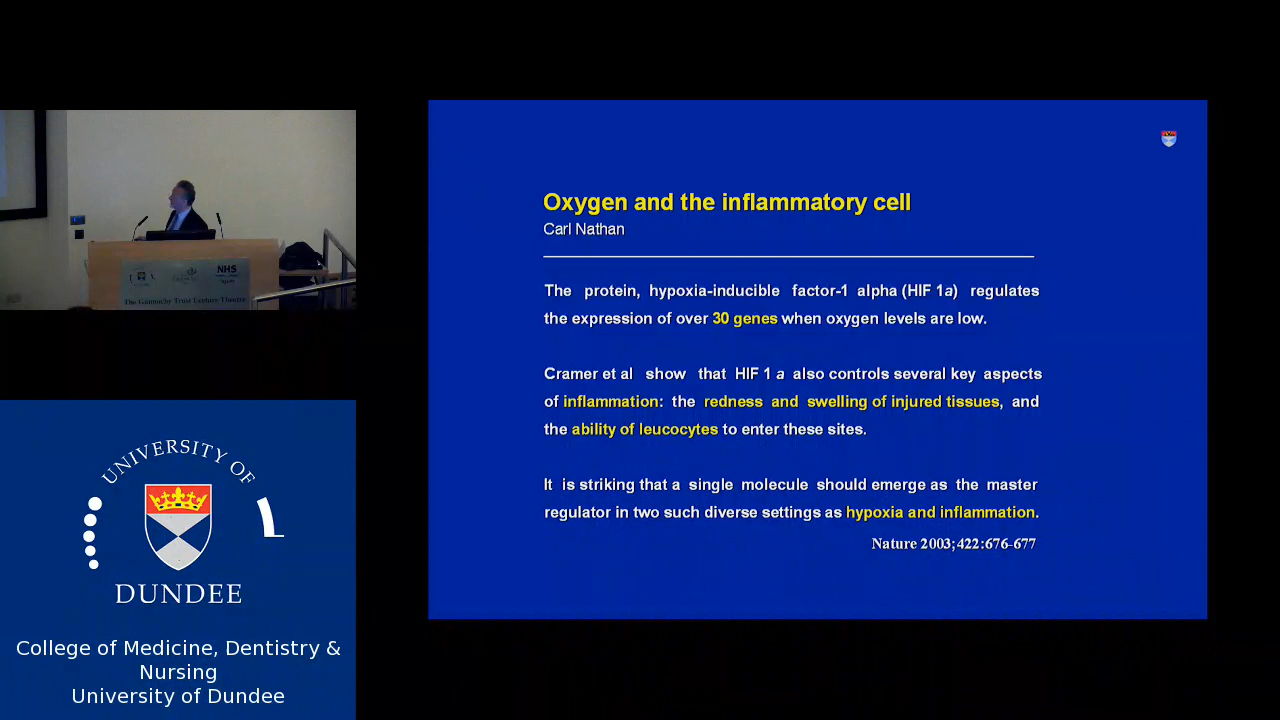 Oxygen and the inflammatory cell
Carl Nathan
The protein, hypoxia-inducible factor-1 alpha (HIF 1a) regulates
the expression of over 30 genes when oxygen levels are low.
Cramer et al show that HIF 1 a also controls several key aspects
of inflammation: the redness and swelling of injured tissues, and
the ability of leucocytes to enter these sites.
It is striking that a single molecule should emerge as the master
regulator in two such diverse settings as hypoxia and inflammation.
Nature 2003;422:676-677
NHS
The Gannochy Trust Lecture Theatre
UNIVERSITY OF
DUNDEE
College of Medicine, Dentistry &
Nursing
University of Dundee